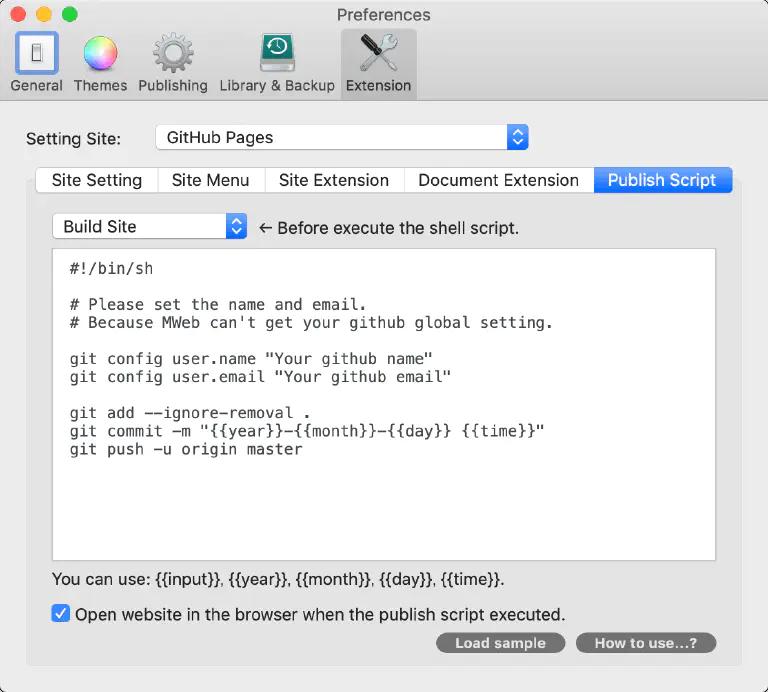 Preferences
General Themes Publishing Library & Backup Extension
Setting Site: GitHub Pages
Site Setting Site Menu Site Extension Document Extension Publish Script
Build Site ← Before execute the shell script.
#!/bin/sh
# Please set the name and email.
# Because MWeb can't get your github global setting.
git config user.name "Your github name"
git config user.email "Your github email"
git add --ignore-removal .
git commit -m "{{year}}-{{month}}-{{day}} {{time}}"
git push -u origin master
You can use: {{input}}, {{year}}, {{month}}, {{day}}, {{time}}.
Open website in the browser when the publish script executed.
Load sample How to use...?